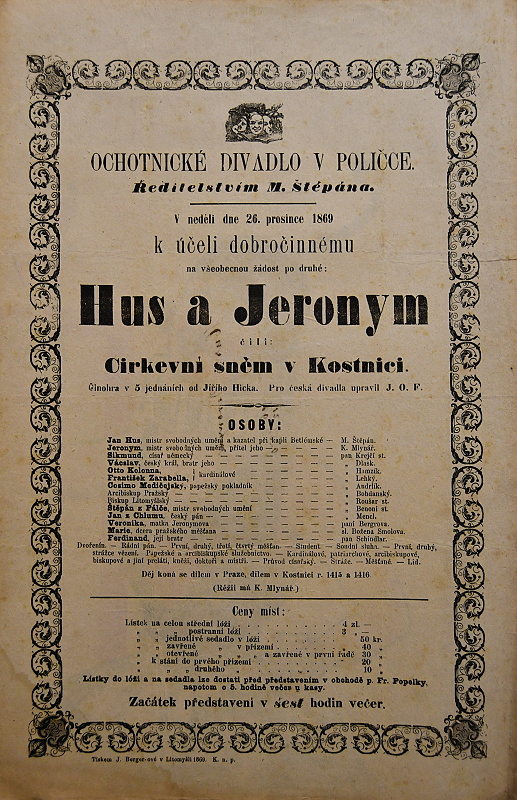 OCHOTNICKÉ DIVADLO V POLIČCE.
Ředitelstvím M. Štěpána.
V neděli dne 26. prosince 1869
k účeli dobročinnému
na všeobecnou žádost po druhé:
Hus a Jeronym
čili:
Cirkevní sněm v Kostnici.
Činohra v 5 jednáních od Jiřího Hicka. Pro česká divadla upravil J. O. F.
OSOBY:
Jan Hus, mistr svobodných umění a kazatel při kapli Betlémské — M. Štěpán.
Jeronym, mistr svobodných umění, přítel jeho — K. Mlynář.
Sikmund, císař německý — pan Krejčí st.
Václav, český král, bratr jeho — Dlask.
Otto Kolonna, } kardinálové — Hamzík.
František Zarabella, } — Lehký.
Cosimo Medičejský, papežský pokladník — Andrlík.
Arcibiskup Pražský — Bohdanský.
Biskup Litomyšlský — Roušar st.
Štěpán z Pálče, mistr svobodných umění — Benoni st.
Jan z Chlumu, český pán — Mencl.
Veronika, matka Jeronymova — paní Bergrova.
Marie, dcera pražského měšťana — sl. Božena Smolova.
Ferdinand, její bratr — pan Schindlar.
Dvořenín. — Rádní pán. — První, druhý, třetí, čtvrtý měšťan. — Student. — Soudní sluha. — První, druhý,
strážce vězení. Papežské a arcibiskupské služebnictvo. — Kardinálové, patriarchové, arcibiskupové,
biskupové a jiní preláti, kněží, doktoři a mistři. — Průvod císařský. — Stráže. — Měšťané. — Lid.
Děj koná se dílem v Praze, dílem v Kostnici r. 1415 a 1416.
(Režií má K. Mlynář.)
Ceny míst:
Lístek na celou střední lóži . . . 4 zl. —
„ „ „ postranní lóži . . . 3 „ —
„ „ jednotlivé sedadlo v lóži . . . „ 50 kr.
„ „ zavřené „ v přízemí . . . „ 40 „
„ „ otevřené „ „ a zavřené v první řádě 30 „
„ k stání do prvého přízemí . . . „ 20 „
„ „ „ druhého „ . . . „ 10 „
Lístky do lóží a na sedadla lze dostati před představením v obchodě p. Fr. Popelky,
napotom o 5. hodině večer u kasy.
Začátek představení v šest hodin večer.
Tiskem J. Berger-ové v Litomyšli 1869. K. a p.